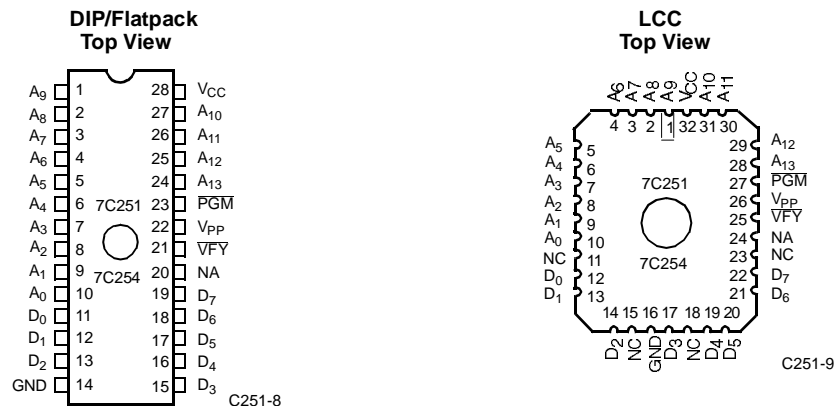 DIP/Flatpack
Top View
A9 1 28 VCC
A8 2 27 A10
A7 3 26 A11
A6 4 25 A12
A5 5 24 A13
A4 6 7C251 23 PGM
A3 7 22 VPP
A2 8 21 VFY
A1 9 7C254 20 NA
A0 10 19 D7
D0 11 18 D6
D1 12 17 D5
D2 13 16 D4
GND 14 15 D3
C251-8
LCC
Top View
A6 A7 A8 A9 VCC A10 A11
4 3 2 1 32 31 30
A5 5 29 A12
A4 6 28 A13
A3 7 7C251 27 PGM
A2 8 26 VPP
A1 9 25 VFY
A0 10 24 NA
NC 11 7C254 23 NC
D0 12 22 D7
D1 13 21 D6
14 15 16 17 18 19 20
D2 NC GND D3 NC D4 D5
C251-9